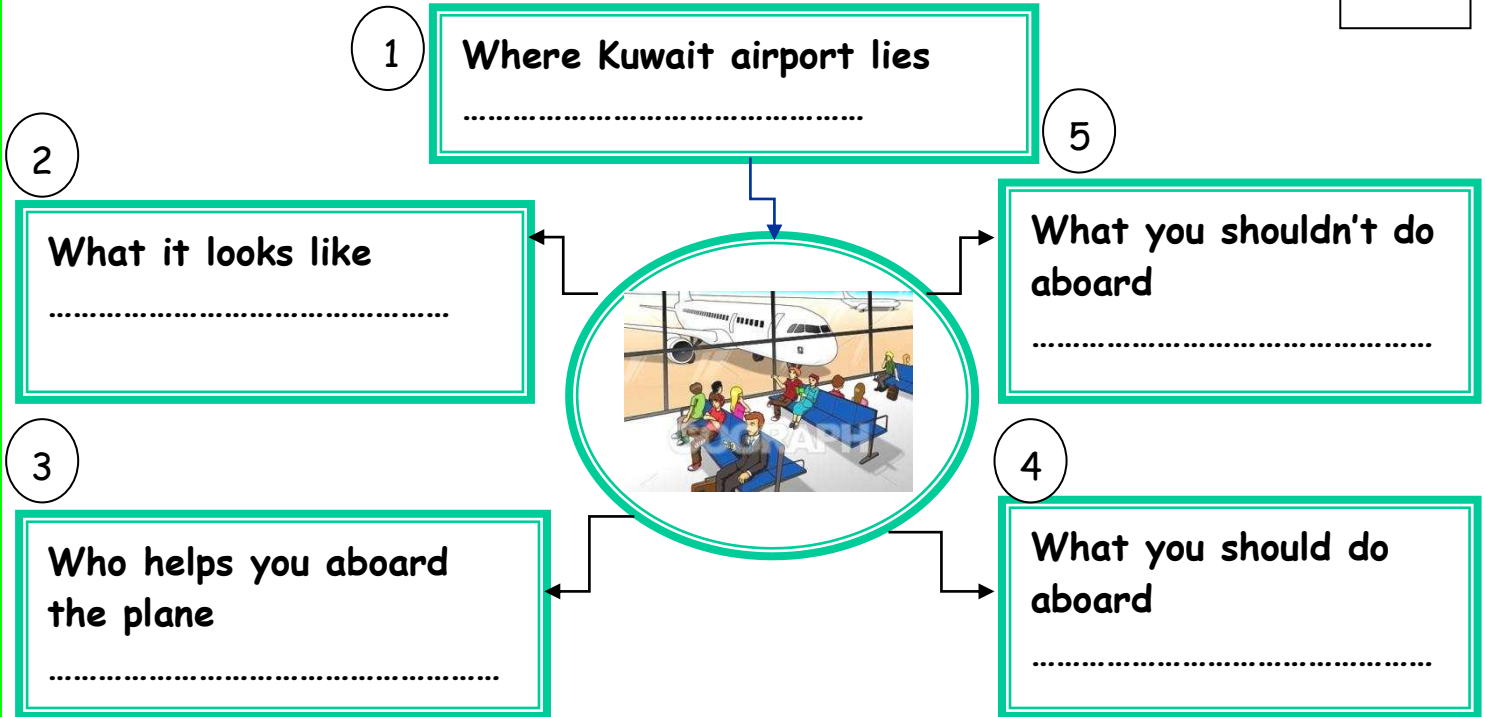 1
Where Kuwait airport lies
………………………………………
2
What it looks like
………………………………………
3
Who helps you aboard
the plane
……………………………………………
4
What you should do
aboard
………………………………………
5
What you shouldn't do
aboard
………………………………………